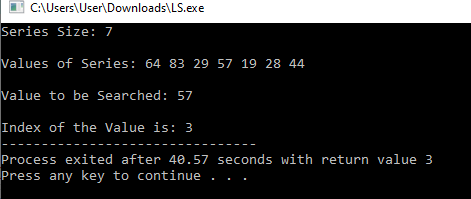 C:\Users\User\Downloads\LS.exe
Series Size: 7
Values of Series: 64 83 29 57 19 28 44
Value to be Searched: 57
Index of the Value is: 3
--------------------------------
Process exited after 40.57 seconds with return value 3
Press any key to continue . . .